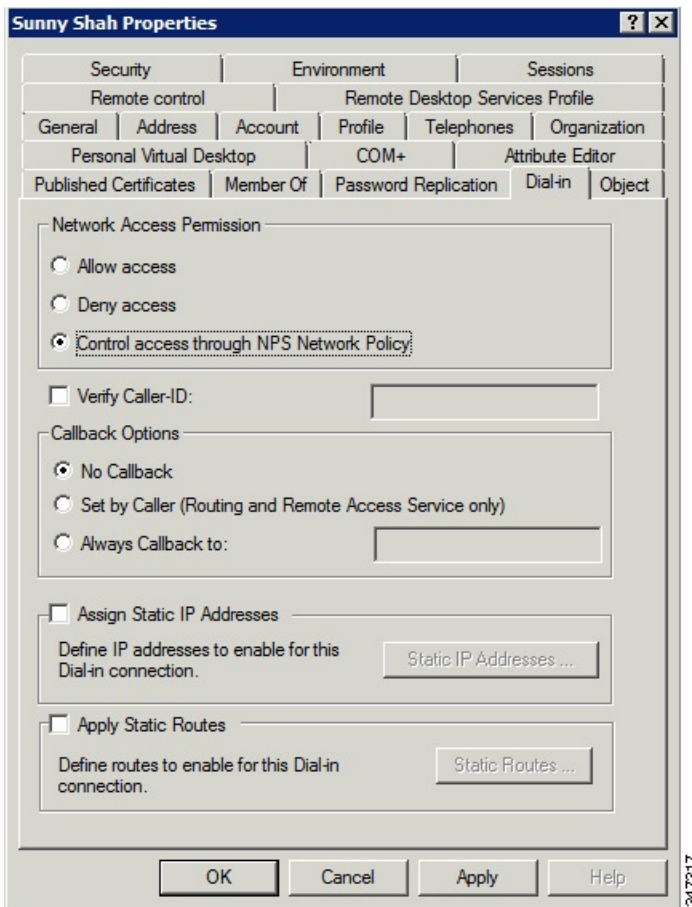 Sunny Shah Properties
Security Environment Sessions
Remote control Remote Desktop Services Profile
General Address Account Profile Telephones Organization
Personal Virtual Desktop COM+ Attribute Editor
Published Certificates Member Of Password Replication Dial-in Object
Network Access Permission
Allow access
Deny access
Control access through NPS Network Policy
Verify Caller-ID:
Callback Options
No Callback
Set by Caller (Routing and Remote Access Service only)
Always Callback to:
Assign Static IP Addresses
Define IP addresses to enable for this
Dial-in connection.
Static IP Addresses ...
Apply Static Routes
Define routes to enable for this Dial-in
connection.
Static Routes ...
OK Cancel Apply Help
347317